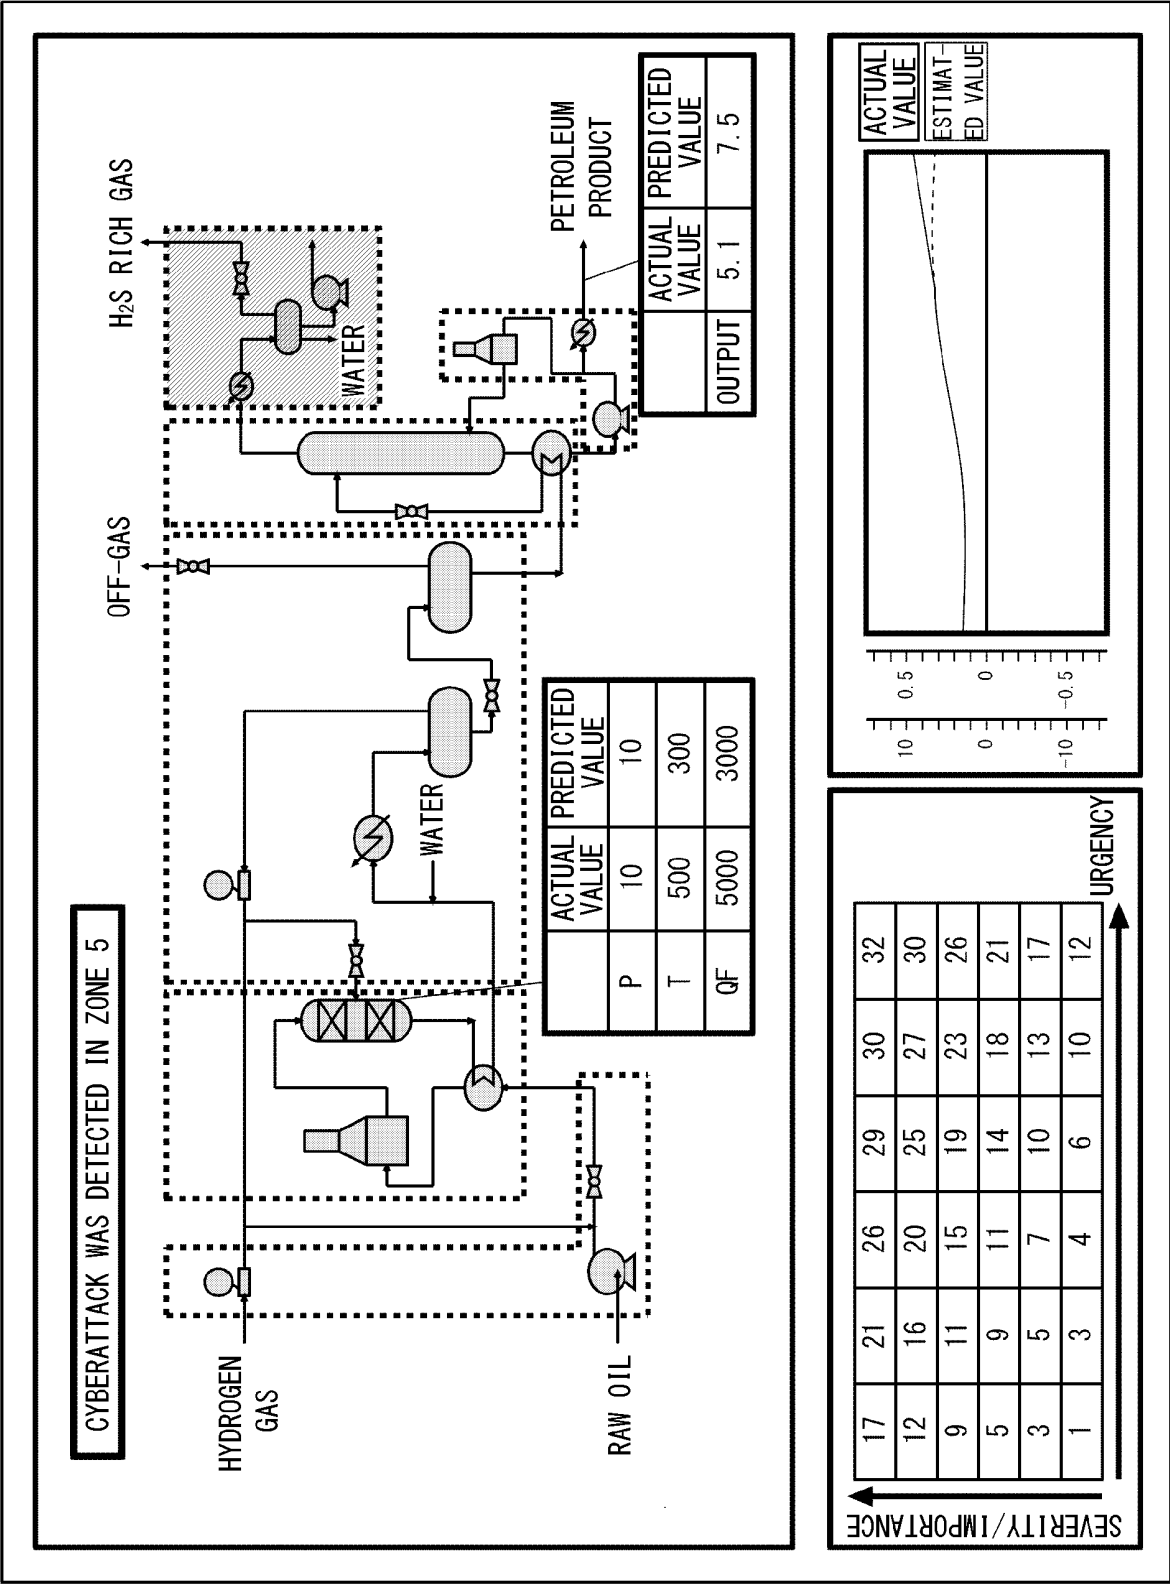 CYBERATTACK WAS DETECTED IN ZONE 5
HYDROGEN
GAS
RAW OIL
OFF-GAS
H2S RICH GAS
WATER
WATER
PETROLEUM
PRODUCT
ACTUAL
VALUE
PREDICTED
VALUE
P 10 10
T 500 300
QF 5000 3000
ACTUAL
VALUE
PREDICTED
VALUE
OUTPUT 5.1 7.5
SEVERITY/IMPORTANCE
17 21 26 29 30 32
12 16 20 25 27 30
9 11 15 19 23 26
5 9 11 14 18 21
3 5 7 10 13 17
1 3 4 6 10 12
URGENCY
10 0.5
0 0
-10 -0.5
ACTUAL
VALUE
ESTIMAT-
ED VALUE